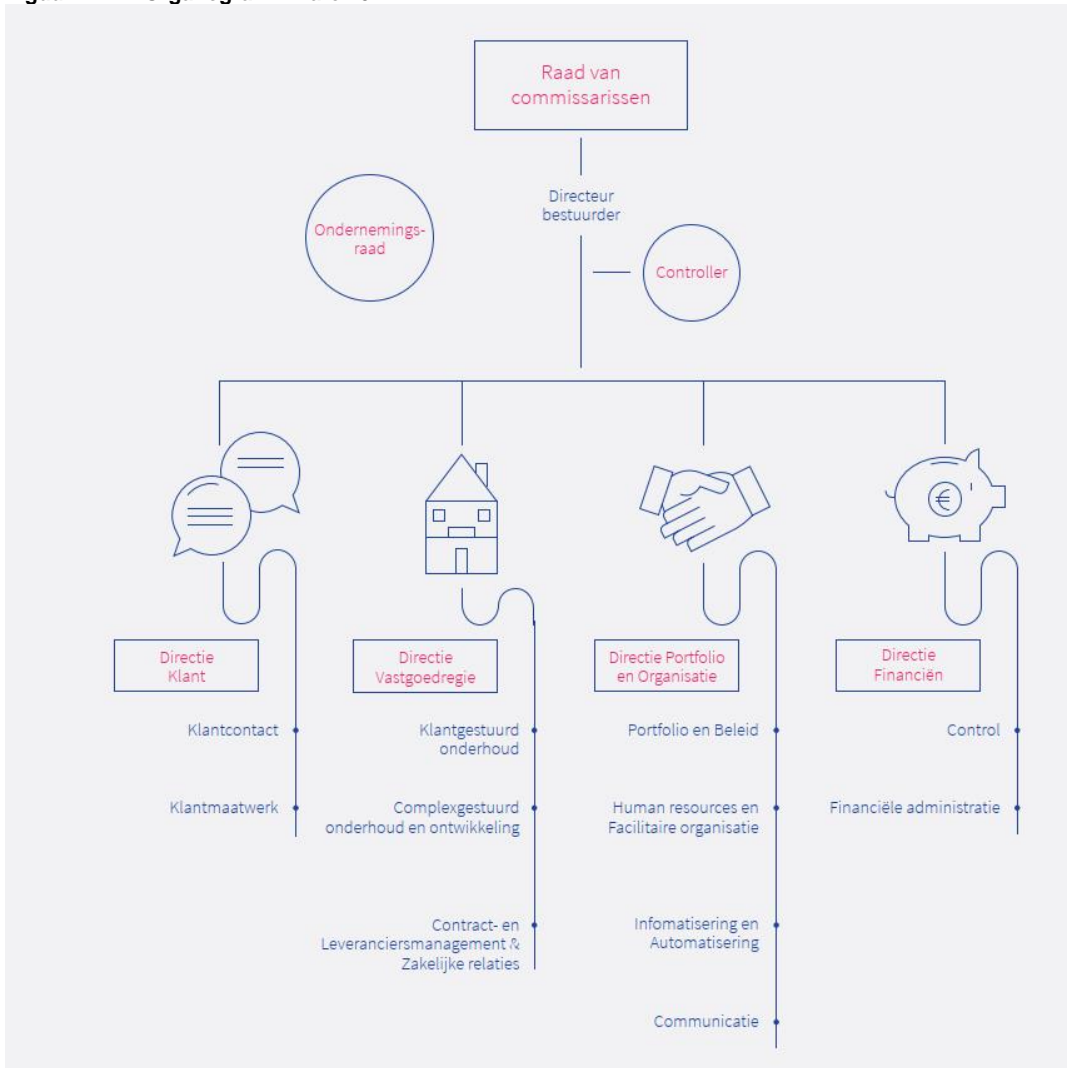 Raad van
commissarissen
Directeur
bestuurder
Ondernemings-
raad
Controller
Directie
Klant
Klantcontact
Klantmaatwerk
Directie
Vastgoedregie
Klantgestuurd
onderhoud
Complexgestuurd
onderhoud en ontwikkeling
Contract- en
Leveranciersmanagement &
Zakelijke relaties
Directie Portfolio
en Organisatie
Portfolio en Beleid
Human resources en
Facilitaire organisatie
Infomatisering en
Automatisering
Communicatie
€
Directie
Financiën
Control
Financiële administratie